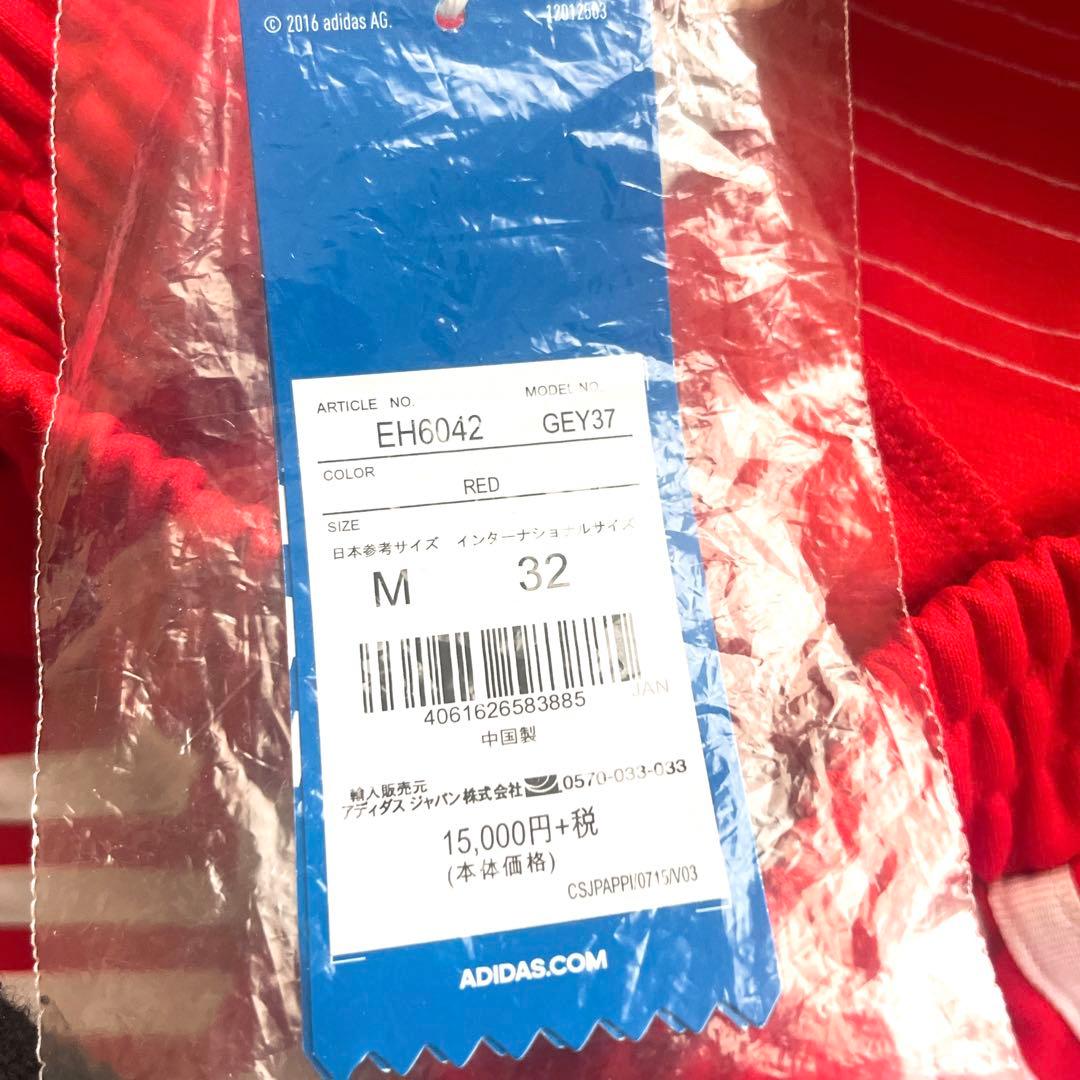 © 2016 adidas AG.
12012503
ARTICLE NO.
MODEL NO.
EH6042
GEY37
COLOR
RED
SIZE
日本参考サイズ インターナショナルサイズ
M
32
JAN
4061626583885
中国製
輸入販売元
アディダス ジャパン株式会社 0570-033-033
15,000円+税
(本体価格)
CSJPAPPI/0715/V03
ADIDAS.COM